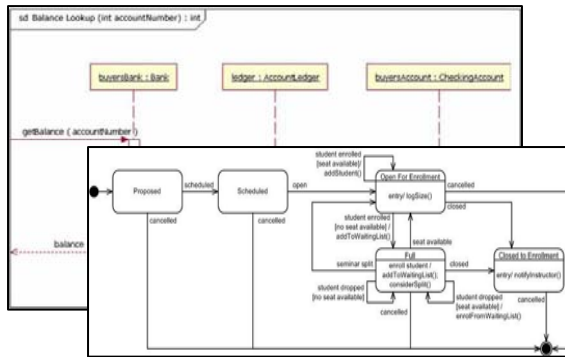 sd Balance Lookup (int accountNumber) : int
buyersBank : Bank
ledger : AccountLedger
buyersAccount : CheckingAccount
getBalance ( accountNumber )
balance
Proposed
scheduled
Scheduled
open
cancelled
cancelled
student enrolled
[seat available]/
addStudent()
Open For Enrollment
entry/ logSize()
cancelled
closed
student enrolled
[no seat available] /
addToWaitingList()
seat available
seminar split
Full
enroll student /
addToWaitingList();
considerSplit()
closed
Closed to Enrollment
entry/ notifyInstructor()
student dropped
[no seat available]
cancelled
student dropped
[seat available] /
enrolFromWaitingList()
cancelled